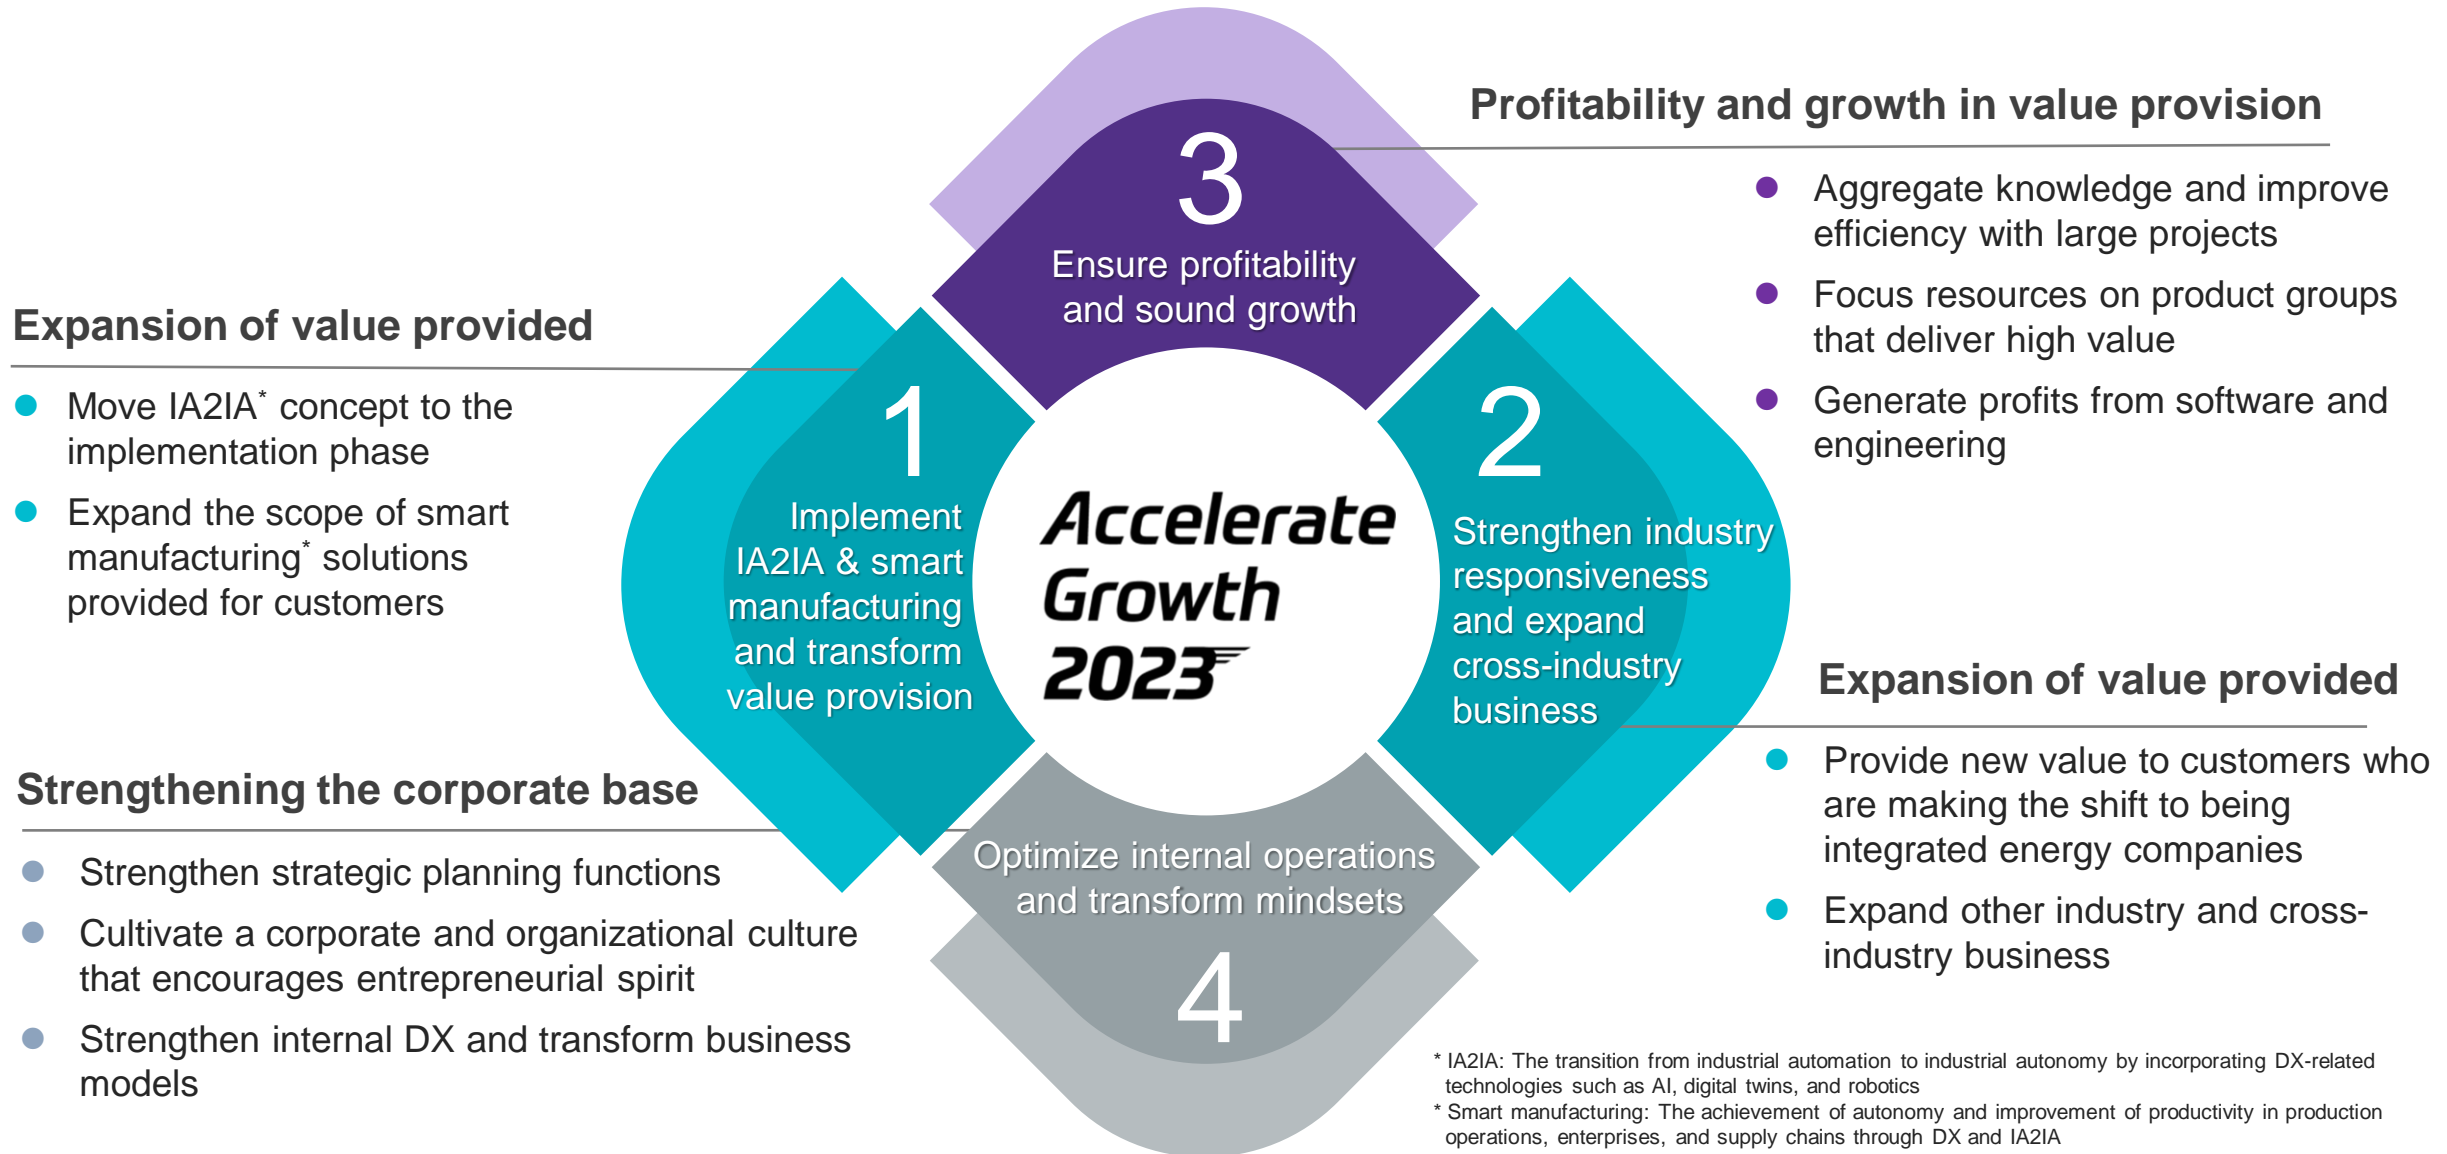 Profitability and growth in value provision
Aggregate knowledge and improve
efficiency with large projects
Focus resources on product groups
that deliver high value
Generate profits from software and
engineering
3
Ensure profitability
and sound growth
Expansion of value provided
Move IA2IA* concept to the
implementation phase
Expand the scope of smart
manufacturing* solutions
provided for customers
1
Implement
IA2IA & smart
manufacturing
and transform
value provision
Accelerate
Growth
2023
2
Strengthen industry
responsiveness
and expand
cross-industry
business
Expansion of value provided
Provide new value to customers who
are making the shift to being
integrated energy companies
Expand other industry and cross-
industry business
Strengthening the corporate base
Strengthen strategic planning functions
Cultivate a corporate and organizational culture
that encourages entrepreneurial spirit
Strengthen internal DX and transform business
models
Optimize internal operations
and transform mindsets
4
* IA2IA: The transition from industrial automation to industrial autonomy by incorporating DX-related
technologies such as AI, digital twins, and robotics
* Smart manufacturing: The achievement of autonomy and improvement of productivity in production
operations, enterprises, and supply chains through DX and IA2IA